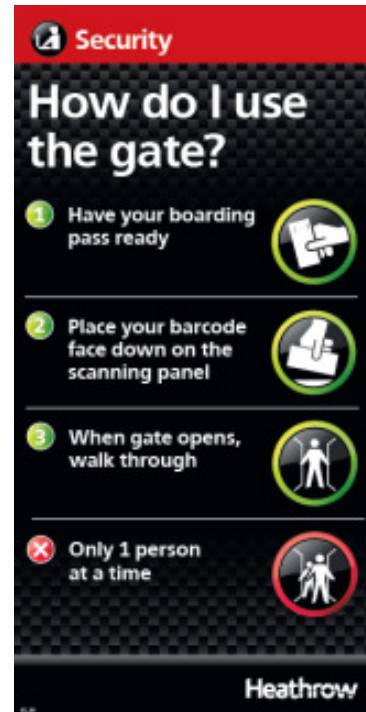 Security
How do I use
the gate?
1 Have your boarding
pass ready
2 Place your barcode
face down on the
scanning panel
3 When gate opens,
walk through
Only 1 person
at a time
Heathrow